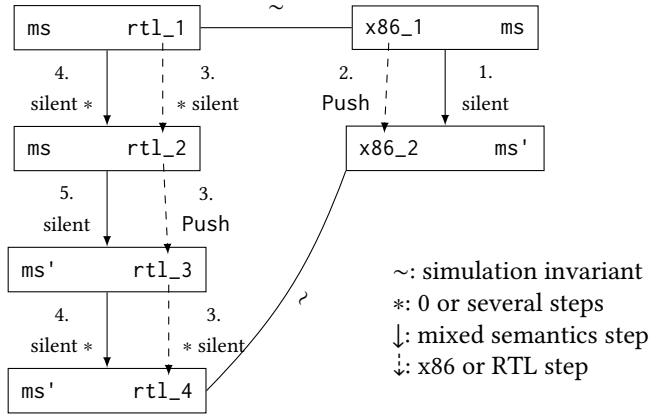 ∼
ms rtl_1 x86_1 ms
4. 3. 2. 1.
silent * * silent Push silent
ms rtl_2 x86_2 ms'
5. 3.
silent Push
ms' rtl_3
∼: simulation invariant
*: 0 or several steps
4. 3. ∼
↓: mixed semantics step
silent * * silent
⇣: x86 or RTL step
ms' rtl_4